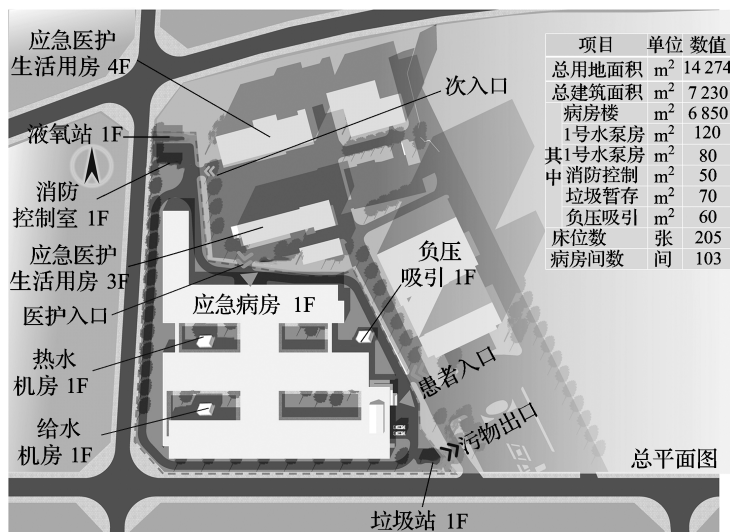 应急医护
生活用房 4F
次入口
液氧站 1F
消防
控制室 1F
应急医护
生活用房 3F
医护入口
热水
机房 1F
给水
机房 1F
应急病房 1F
负压
吸引 1F
患者入口
污物出口
垃圾站 1F
总平面图
项目 单位 数值
总用地面积 m² 14 274
总建筑面积 m² 7 230
其中
病房楼 m² 6 850
1号水泵房 m² 120
1号水泵房 m² 80
消防控制 m² 50
垃圾暂存 m² 70
负压吸引 m² 60
床位数 张 205
病房间数 间 103